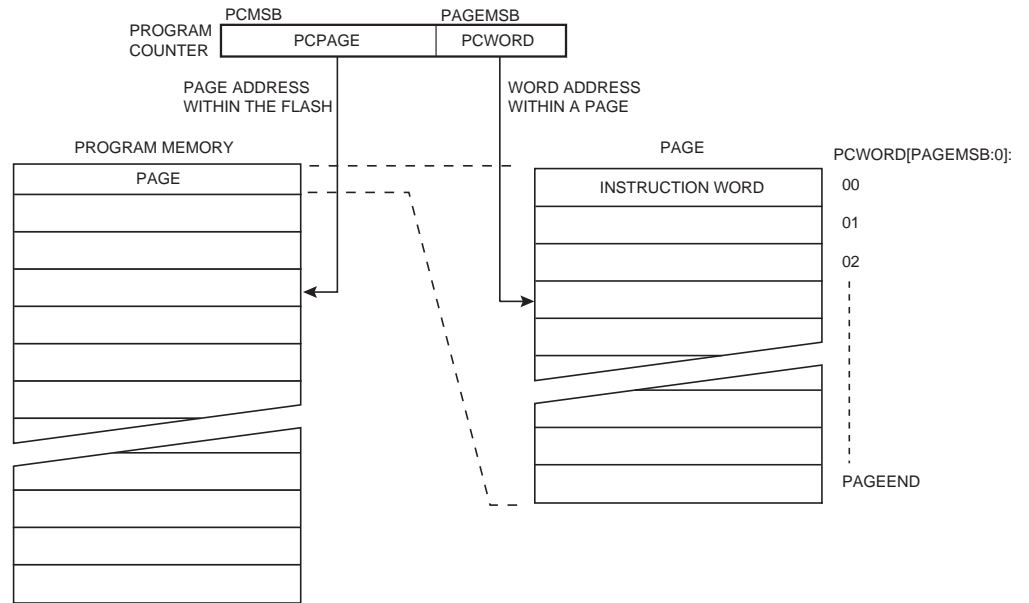 PCMSB
PAGEMSB
PROGRAM
COUNTER
PCPAGE
PCWORD
PAGE ADDRESS
WITHIN THE FLASH
WORD ADDRESS
WITHIN A PAGE
PROGRAM MEMORY
PAGE
PAGE
INSTRUCTION WORD
PCWORD[PAGEMSB:0]:
00
01
02
PAGEEND